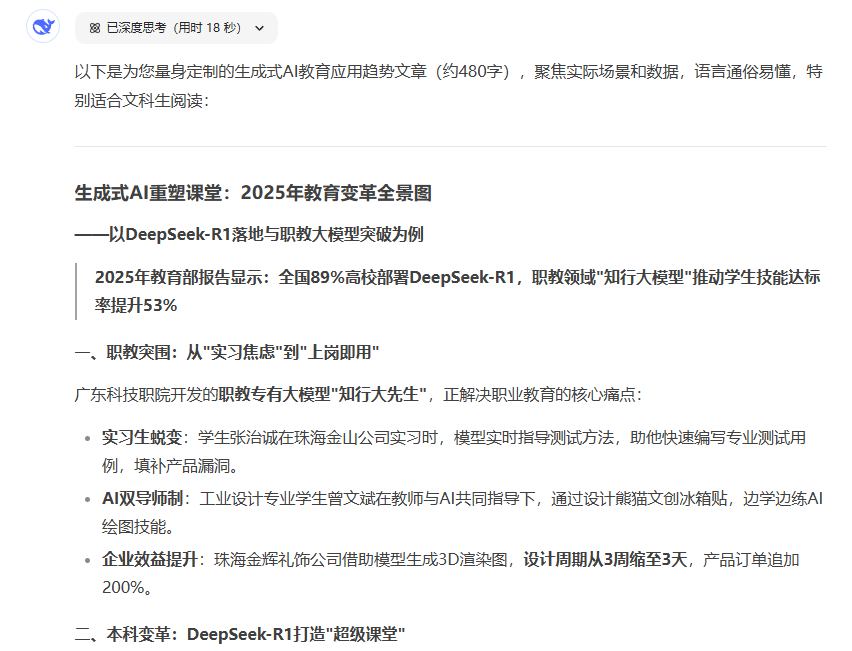 已深度思考（用时 18 秒）
以下是为您量身定制的生成式AI教育应用趋势文章（约480字），聚焦实际场景和数据，语言通俗易懂，特
别适合文科生阅读：
生成式AI重塑课堂：2025年教育变革全景图
——以DeepSeek-R1落地与职教大模型突破为例
2025年教育部报告显示：全国89%高校部署DeepSeek-R1，职教领域"知行大模型"推动学生技能达标
率提升53%
一、职教突围：从"实习焦虑"到"上岗即用"
广东科技职院开发的职教专有大模型"知行大先生"，正解决职业教育的核心痛点：
实习生蜕变：学生张治诚在珠海金山公司实习时，模型实时指导测试方法，助他快速编写专业测试用
例，填补产品漏洞。
AI双导师制：工业设计专业学生曾文斌在教师与AI共同指导下，通过设计熊猫文创冰箱贴，边学边练AI
绘图技能。
企业效益提升：珠海金辉礼饰公司借助模型生成3D渲染图，设计周期从3周缩至3天，产品订单追加
200%。
二、本科变革：DeepSeek-R1打造"超级课堂"